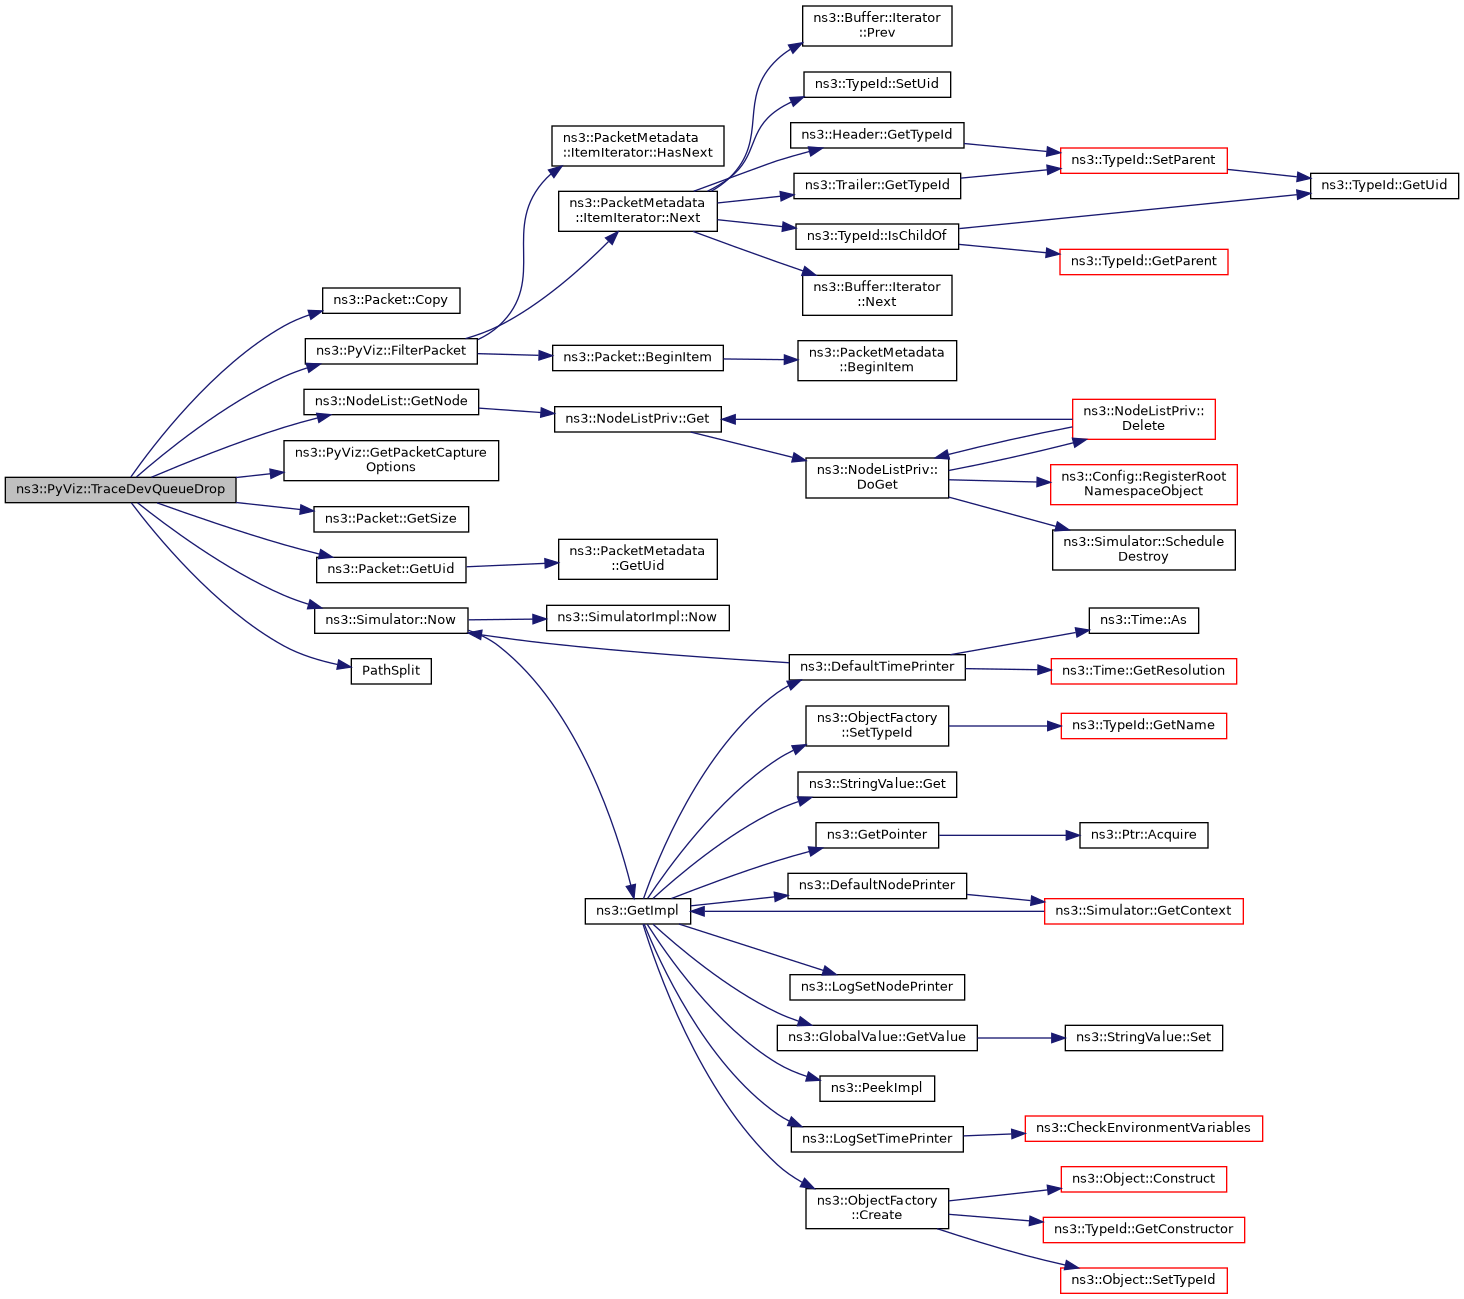 ns3::Buffer::Iterator
::Prev
ns3::TypeId::SetUid
ns3::PacketMetadata
::ItemIterator::HasNext
ns3::Header::GetTypeId
ns3::TypeId::SetParent
ns3::Trailer::GetTypeId
ns3::TypeId::GetUid
ns3::PacketMetadata
::ItemIterator::Next
ns3::TypeId::IsChildOf
ns3::TypeId::GetParent
ns3::Buffer::Iterator
::Next
ns3::Packet::Copy
ns3::PyViz::FilterPacket
ns3::Packet::BeginItem
ns3::PacketMetadata
::BeginItem
ns3::NodeList::GetNode
ns3::NodeListPriv::Get
ns3::NodeListPriv::
Delete
ns3::PyViz::GetPacketCapture
Options
ns3::NodeListPriv::
DoGet
ns3::Config::RegisterRoot
NamespaceObject
ns3::PyViz::TraceDevQueueDrop
ns3::Packet::GetSize
ns3::Simulator::Schedule
Destroy
ns3::Packet::GetUid
ns3::PacketMetadata
::GetUid
ns3::Simulator::Now
ns3::SimulatorImpl::Now
ns3::Time::As
PathSplit
ns3::DefaultTimePrinter
ns3::Time::GetResolution
ns3::ObjectFactory
::SetTypeId
ns3::TypeId::GetName
ns3::StringValue::Get
ns3::GetPointer
ns3::Ptr::Acquire
ns3::DefaultNodePrinter
ns3::GetImpl
ns3::Simulator::GetContext
ns3::LogSetNodePrinter
ns3::GlobalValue::GetValue
ns3::StringValue::Set
ns3::PeekImpl
ns3::LogSetTimePrinter
ns3::CheckEnvironmentVariables
ns3::ObjectFactory
::Create
ns3::Object::Construct
ns3::TypeId::GetConstructor
ns3::Object::SetTypeId